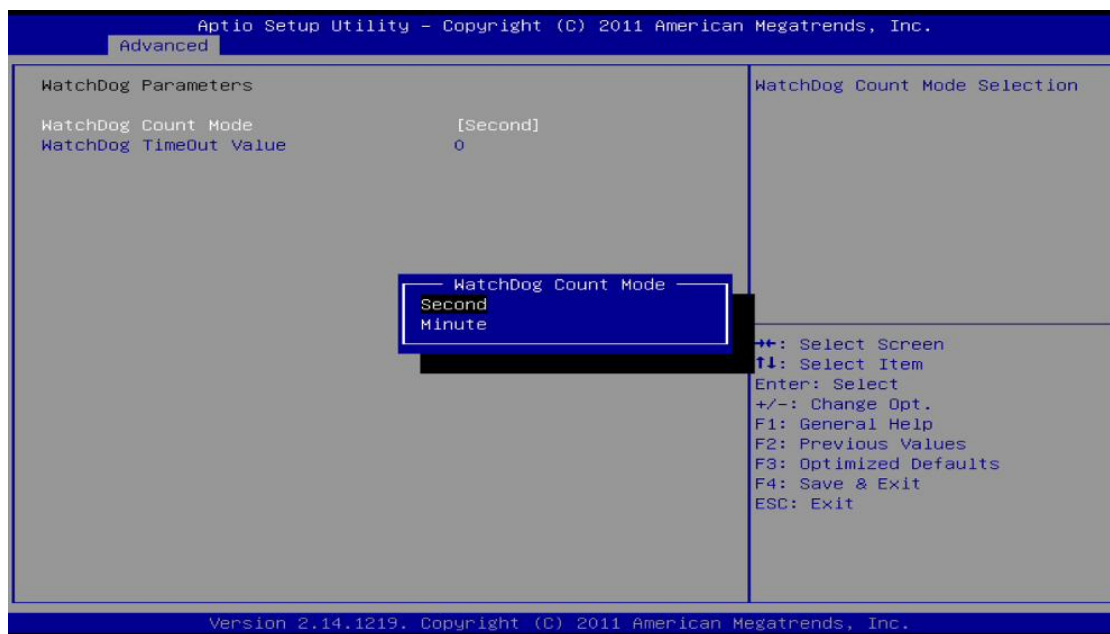 Aptio Setup Utility – Copyright (C) 2011 American Megatrends, Inc.
Advanced
WatchDog Parameters
WatchDog Count Mode [Second]
WatchDog TimeOut Value 0
WatchDog Count Mode Selection
WatchDog Count Mode
Second
Minute
→←: Select Screen
↑↓: Select Item
Enter: Select
+/-: Change Opt.
F1: General Help
F2: Previous Values
F3: Optimized Defaults
F4: Save & Exit
ESC: Exit
Version 2.14.1219. Copyright (C) 2011 American Megatrends, Inc.